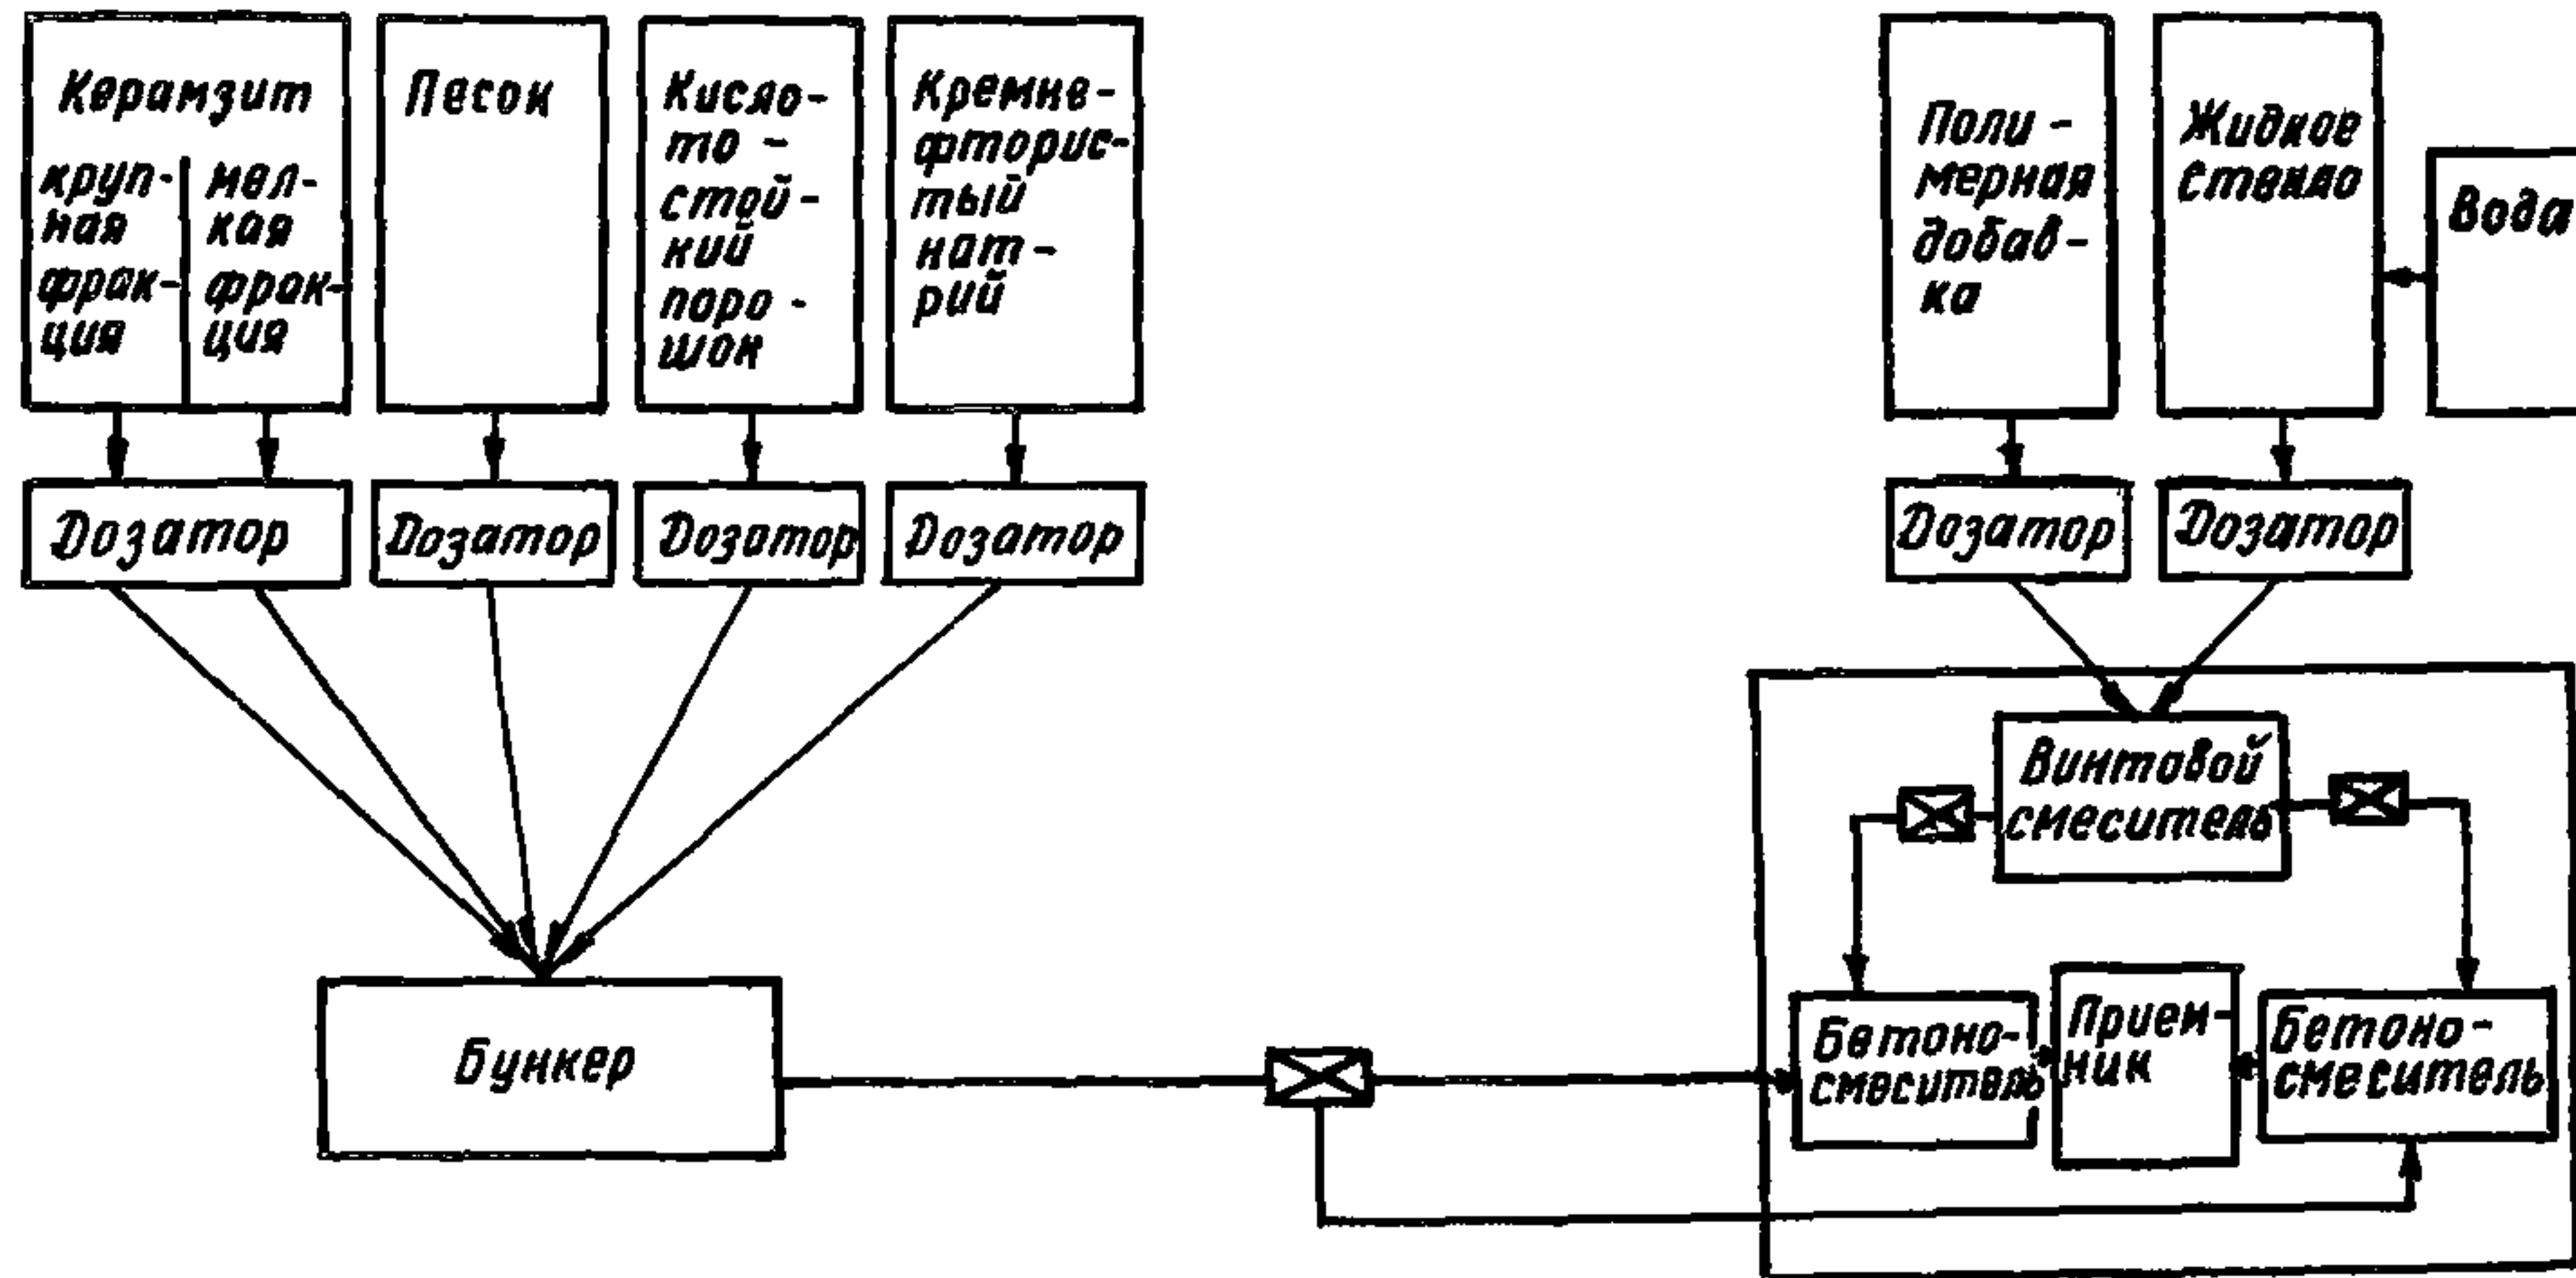 Керамзит
круп-
ная
фрак-
ция
мел-
кая
фрак-
ция
Песок
Кисло-
то-
стой-
кий
поро-
шок
Кремне-
фторис-
тый
нат-
рий
Поли-
мерная
добав-
ка
Жидкое
стекло
Вода
Дозатор
Дозатор
Дозатор
Дозатор
Дозатор
Дозатор
Винтовой
смеситель
Бункер
Бетоно-
смеситель
Прием-
ник
Бетоно-
смеситель